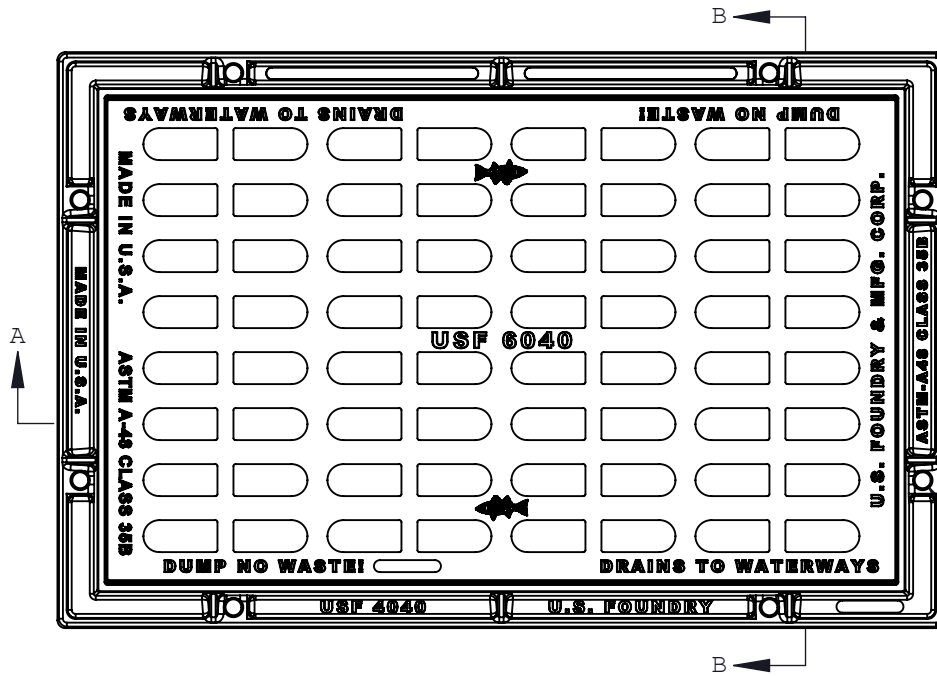 B
DRAINS TO WATERWAYS
DUMP NO WASTE!
MADE IN U.S.A.
MADE IN U.S.A.
ASTM A-48 CLASS 35B
USF 6040
U.S. FOUNDRY & MFG. CORP.
ASTM-A48 CLASS 35B
A
DUMP NO WASTE!
DRAINS TO WATERWAYS
USF 4040
U.S. FOUNDRY
B